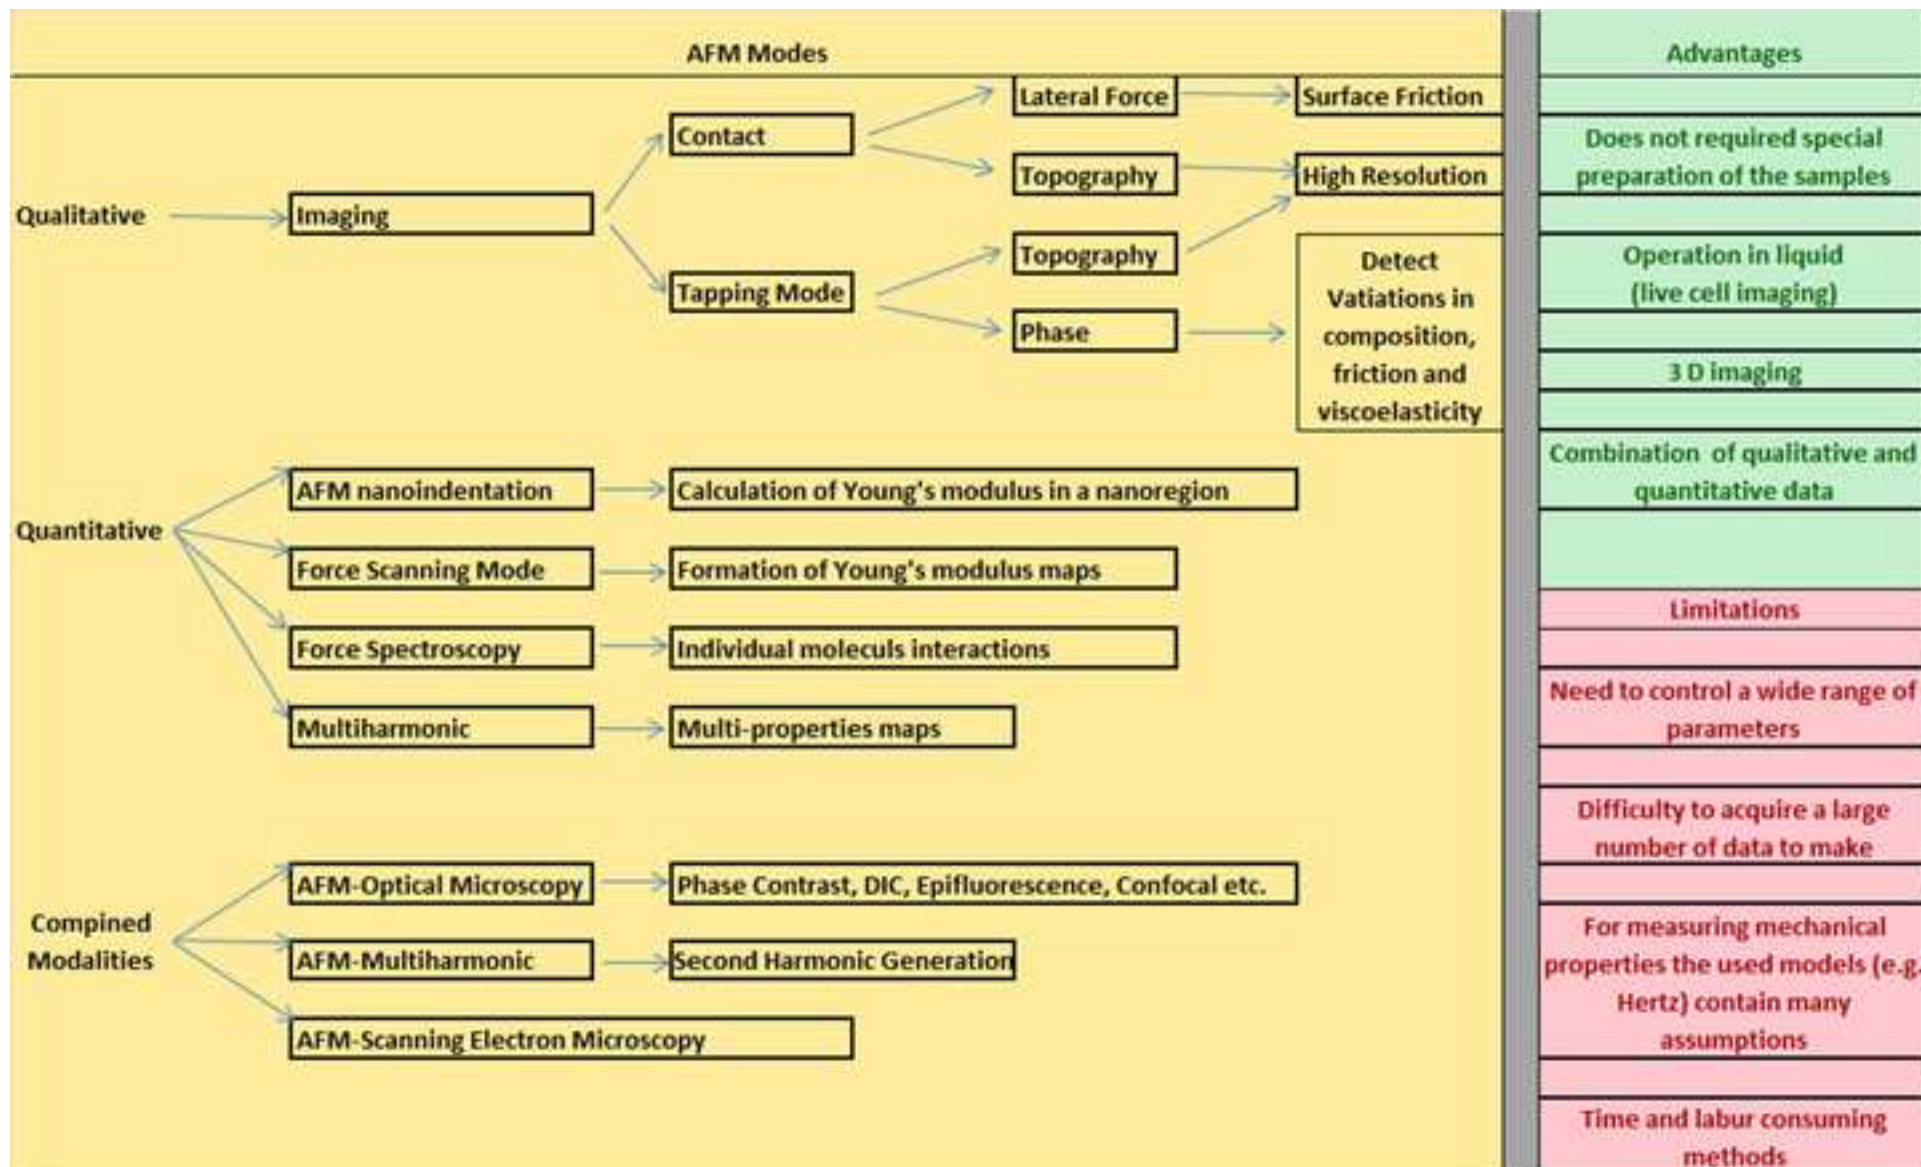 AFM Modes
Lateral Force
Surface Friction
Contact
Topography
High Resolution
Qualitative
Imaging
Topography
Tapping Mode
Phase
Detect
Vatiations in
composition,
friction and
viscoelasticity
Quantitative
AFM nanoindentation
Calculation of Young's modulus in a nanoregion
Force Scanning Mode
Formation of Young's modulus maps
Force Spectroscopy
Individual moleculs interactions
Multiharmonic
Multi-properties maps
Compined
Modalities
AFM-Optical Microscopy
Phase Contrast, DIC, Epifluorescence, Confocal etc.
AFM-Multiharmonic
Second Harmonic Generation
AFM-Scanning Electron Microscopy
Advantages
Does not required special
preparation of the samples
Operation in liquid
(live cell imaging)
3 D imaging
Combination of qualitative and
quantitative data
Limitations
Need to control a wide range of
parameters
Difficulty to acquire a large
number of data to make
For measuring mechanical
properties the used models (e.g.
Hertz) contain many
assumptions
Time and labur consuming
methods